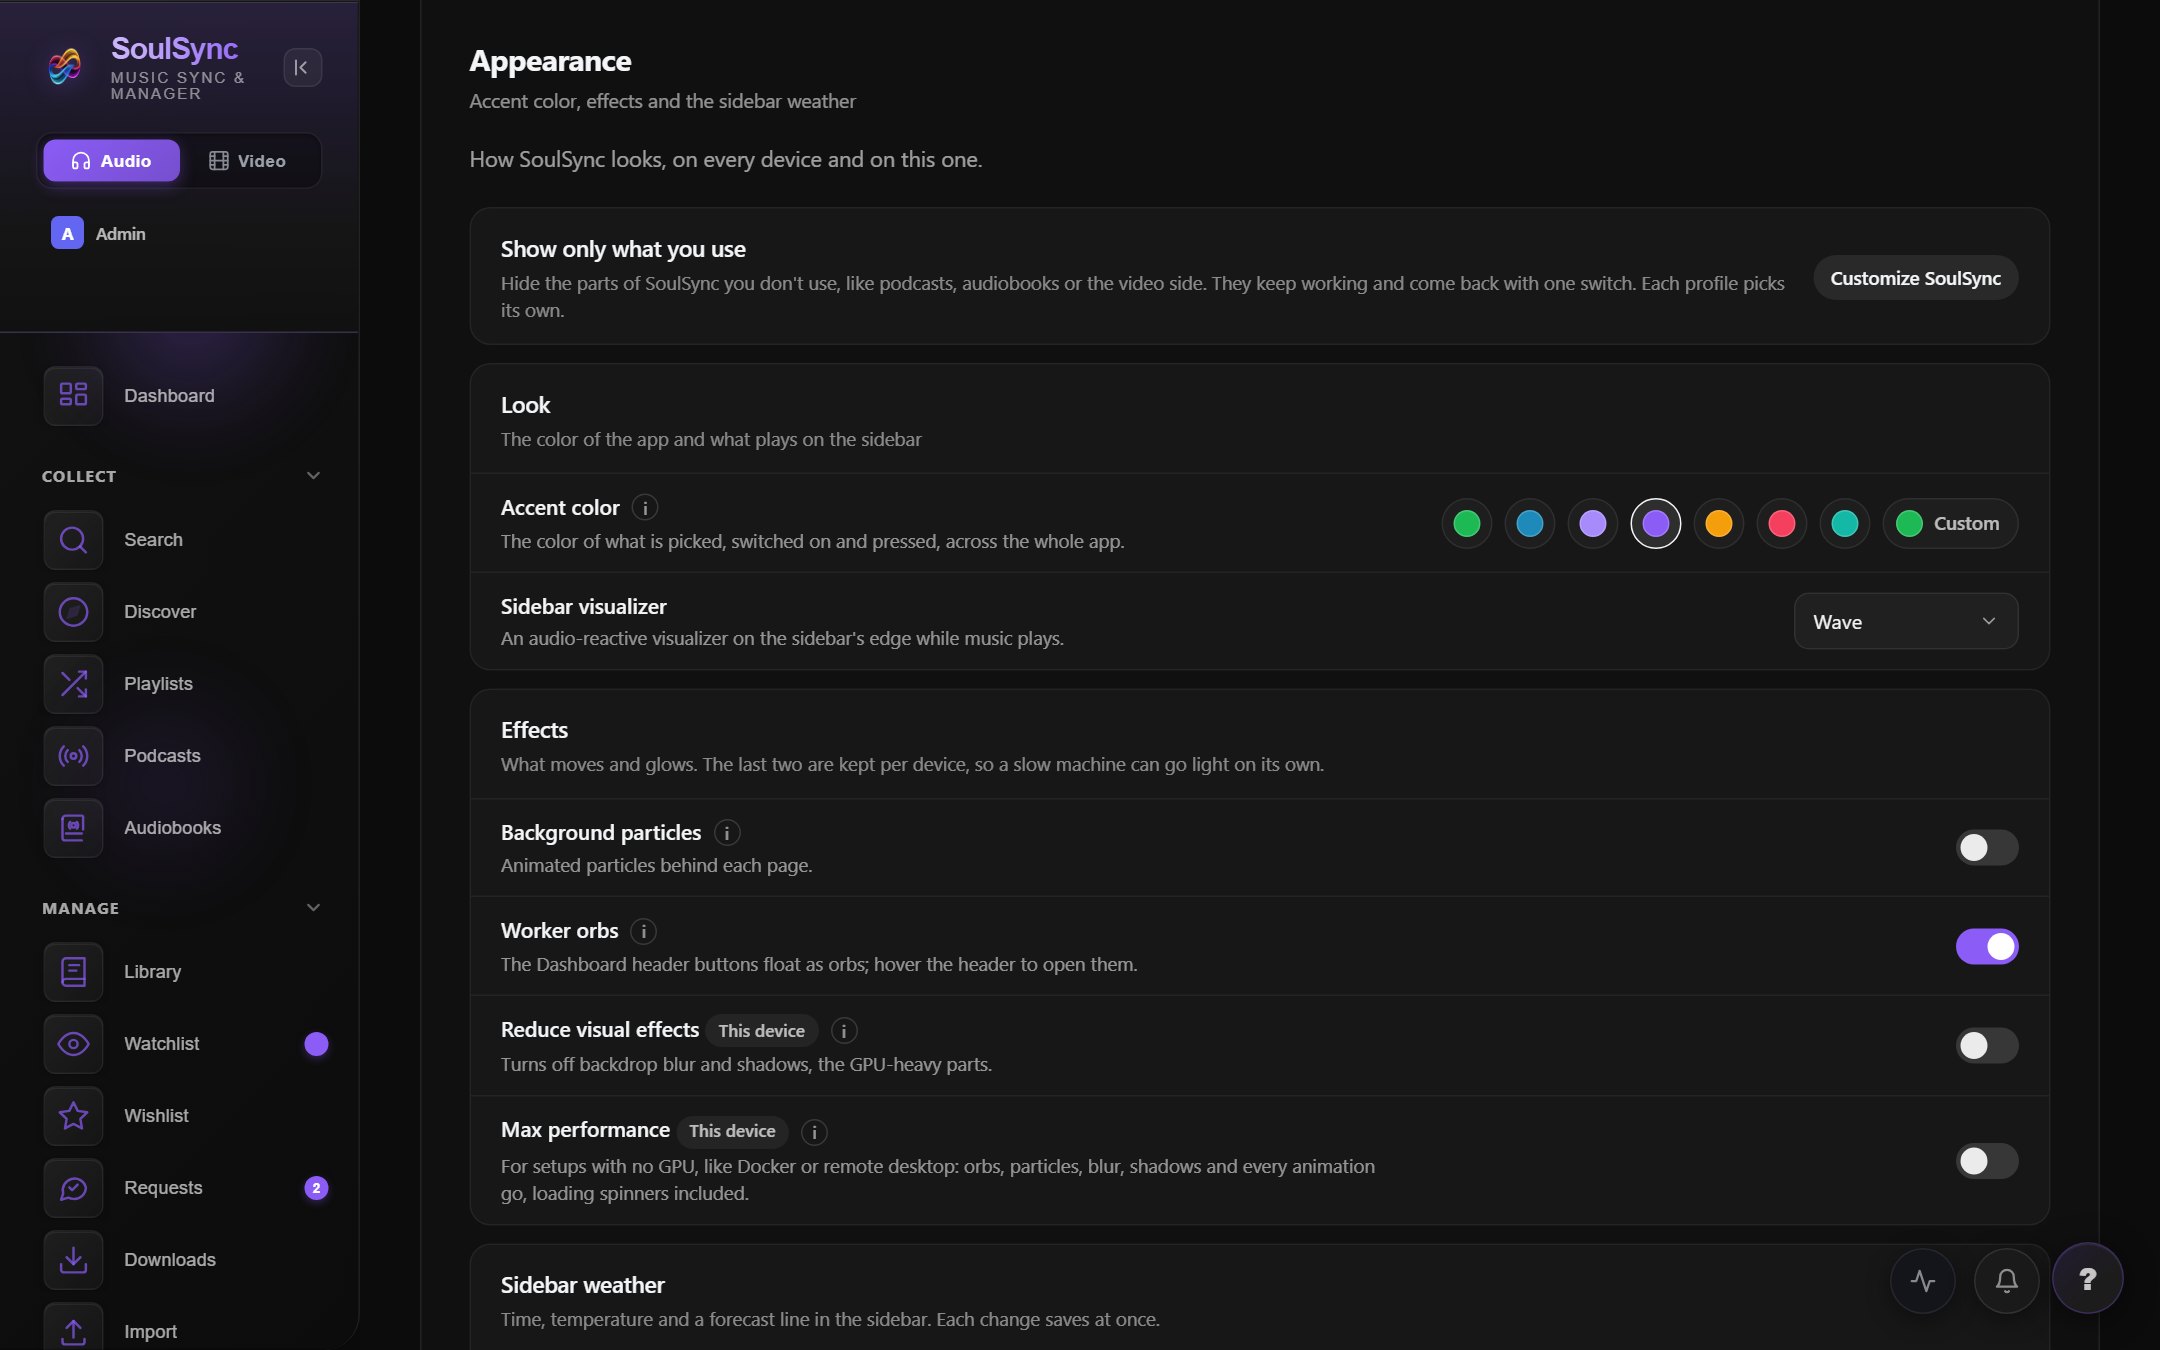 SoulSync
MUSIC SYNC &
MANAGER
Audio
Video
A
Admin
Dashboard
COLLECT
Search
Discover
Playlists
Podcasts
Audiobooks
MANAGE
Library
Watchlist
Wishlist
Requests
2
Downloads
Import
Appearance
Accent color, effects and the sidebar weather
How SoulSync looks, on every device and on this one.
Show only what you use
Hide the parts of SoulSync you don't use, like podcasts, audiobooks or the video side. They keep working and come back with one switch. Each profile picks
its own.
Customize SoulSync
Look
The color of the app and what plays on the sidebar
Accent color
The color of what is picked, switched on and pressed, across the whole app.
Custom
Sidebar visualizer
An audio-reactive visualizer on the sidebar's edge while music plays.
Wave
Effects
What moves and glows. The last two are kept per device, so a slow machine can go light on its own.
Background particles
Animated particles behind each page.
Worker orbs
The Dashboard header buttons float as orbs; hover the header to open them.
Reduce visual effects
This device
Turns off backdrop blur and shadows, the GPU-heavy parts.
Max performance
This device
For setups with no GPU, like Docker or remote desktop: orbs, particles, blur, shadows and every animation
go, loading spinners included.
Sidebar weather
Time, temperature and a forecast line in the sidebar. Each change saves at once.
?